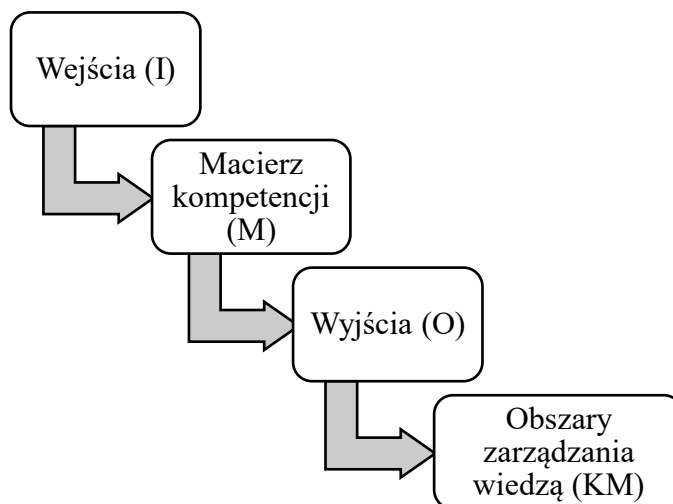 Wejścia (I)
Macierz
kompetencji
(M)
Wyjścia (O)
Obszary
zarządzania
wiedzą (KM)